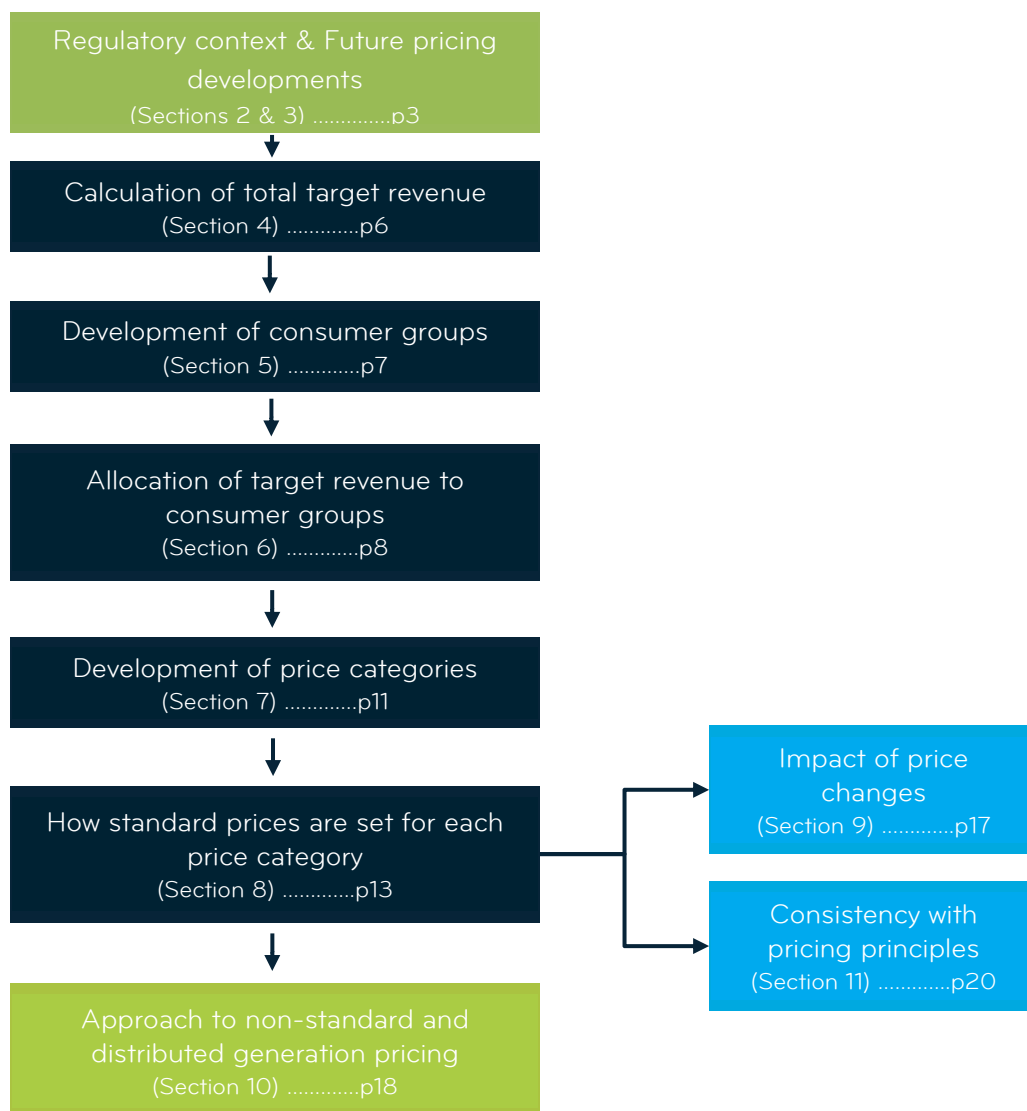 Regulatory context & Future pricing
developments
(Sections 2 & 3) ..............p3
Calculation of total target revenue
(Section 4) .............p6
Development of consumer groups
(Section 5) .............p7
Allocation of target revenue to
consumer groups
(Section 6) .............p8
Development of price categories
(Section 7) .............p11
How standard prices are set for each
price category
(Section 8) .............p13
Impact of price
changes
(Section 9) .............p17
Consistency with
pricing principles
(Section 11) .............p20
Approach to non-standard and
distributed generation pricing
(Section 10) .............p18